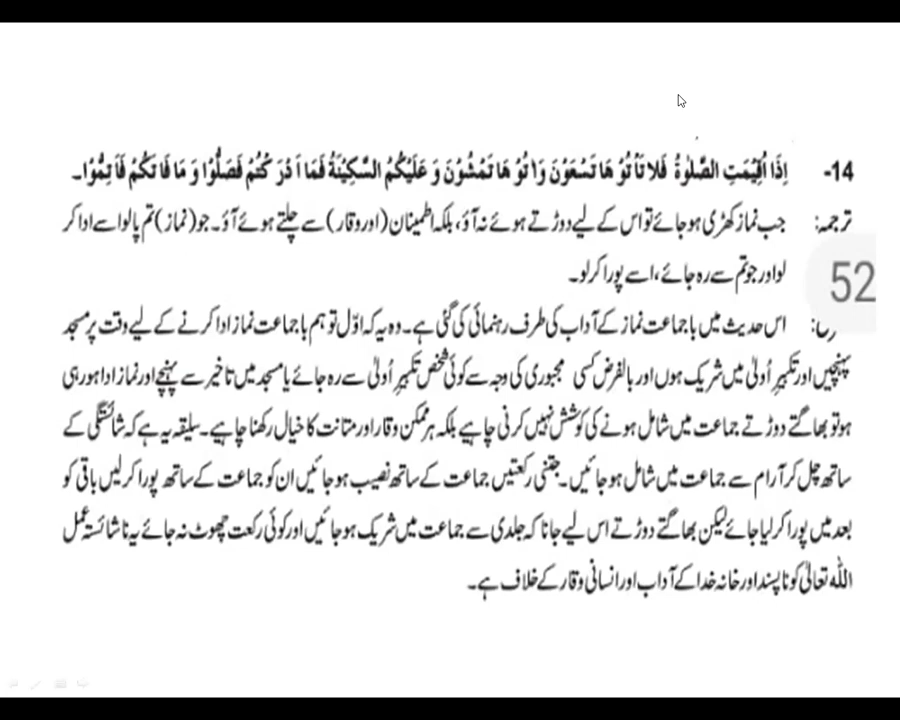 14- اِذَا اُقِيْمَتِ الصَّلٰوةُ فَلَا تَأْتُوْهَا تَسْعَوْنَ وَاْتُوْهَا تَمْشُوْنَ وَعَلَيْكُمُ السَّكِيْنَةُ فَمَا اَدْرَكْتُمْ فَصَلُّوْا وَمَا فَاتَكُمْ فَاَتِمُّوْا۔
ترجمہ: جب نماز کھڑی ہو جائے تو اس کے لیے دوڑتے ہوئے نہ آؤ، بلکہ اطمینان (اور وقار) سے چلتے ہوئے آؤ۔ جو (نماز) تم پا لو اسے ادا کر
لو اور جو تم سے رہ جائے، اسے پورا کر لو۔
52
اس حدیث میں با جماعت نماز کے آداب کی طرف رہنمائی کی گئی ہے۔ وہ یہ کہ اوّل تو ہم با جماعت نماز ادا کرنے کے لیے وقت پر مسجد
پہنچیں اور تکبیرِ اُولیٰ میں شریک ہوں اور بالفرض کسی مجبوری کی وجہ سے کوئی شخص تکبیرِ اُولیٰ سے رہ جائے یا مسجد میں تاخیر سے پہنچے اور نماز ادا ہو رہی
ہو تو بھاگتے دوڑتے جماعت میں شامل ہونے کی کوشش نہیں کرنی چاہیے بلکہ ہر ممکن وقار اور متانت کا خیال رکھنا چاہیے۔ سلیقہ یہ ہے کہ شائستگی کے
ساتھ چل کر آرام سے جماعت میں شامل ہو جائیں۔ جتنی رکعتیں جماعت کے ساتھ نصیب ہو جائیں ان کو جماعت کے ساتھ پورا کر لیں باقی کو
بعد میں پورا کر لیا جائے لیکن بھاگتے دوڑتے اس لیے جانا کہ جلدی سے جماعت میں شریک ہو جائیں اور کوئی رکعت چھوٹ نہ جائے یہ ناشائستہ عمل
اللہ تعالیٰ کو ناپسند اور خانہ خدا کے آداب اور انسانی وقار کے خلاف ہے۔